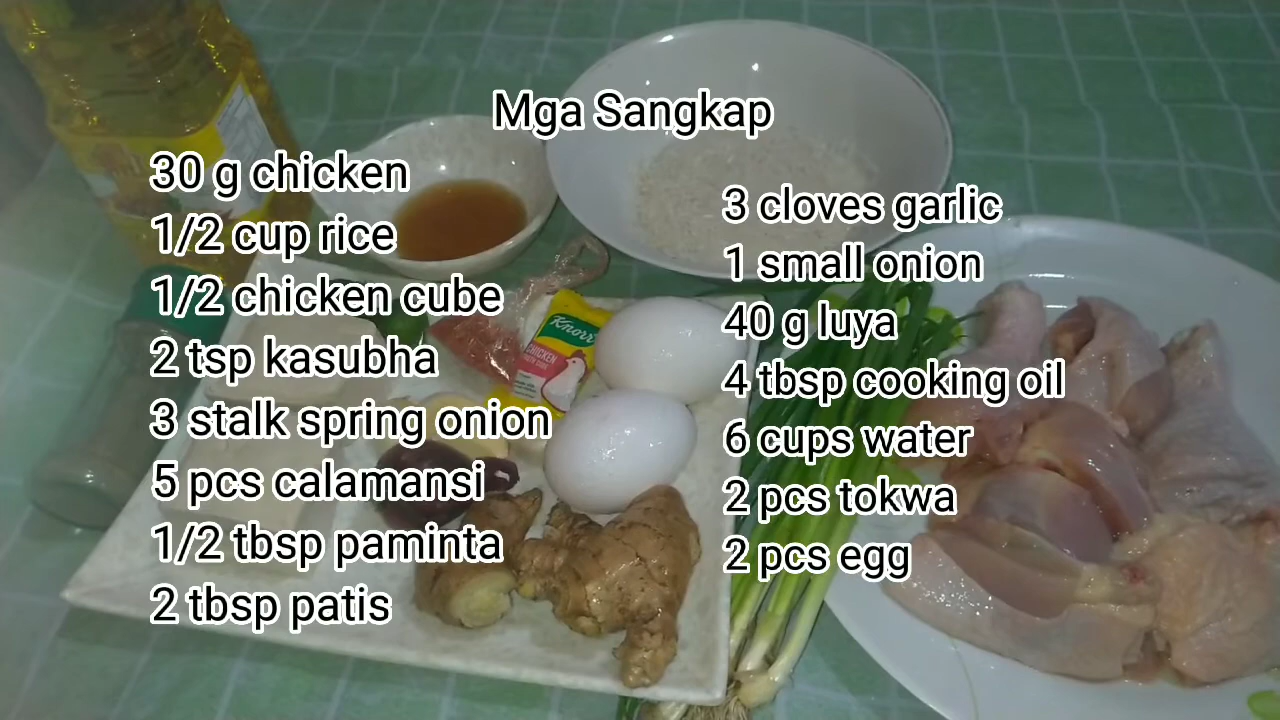 Mga Sangkap
30 g chicken
1/2 cup rice
1/2 chicken cube
2 tsp kasubha
3 stalk spring onion
5 pcs calamansi
1/2 tbsp paminta
2 tbsp patis
3 cloves garlic
1 small onion
40 g luya
4 tbsp cooking oil
6 cups water
2 pcs tokwa
2 pcs egg
Knorr
CHICKEN